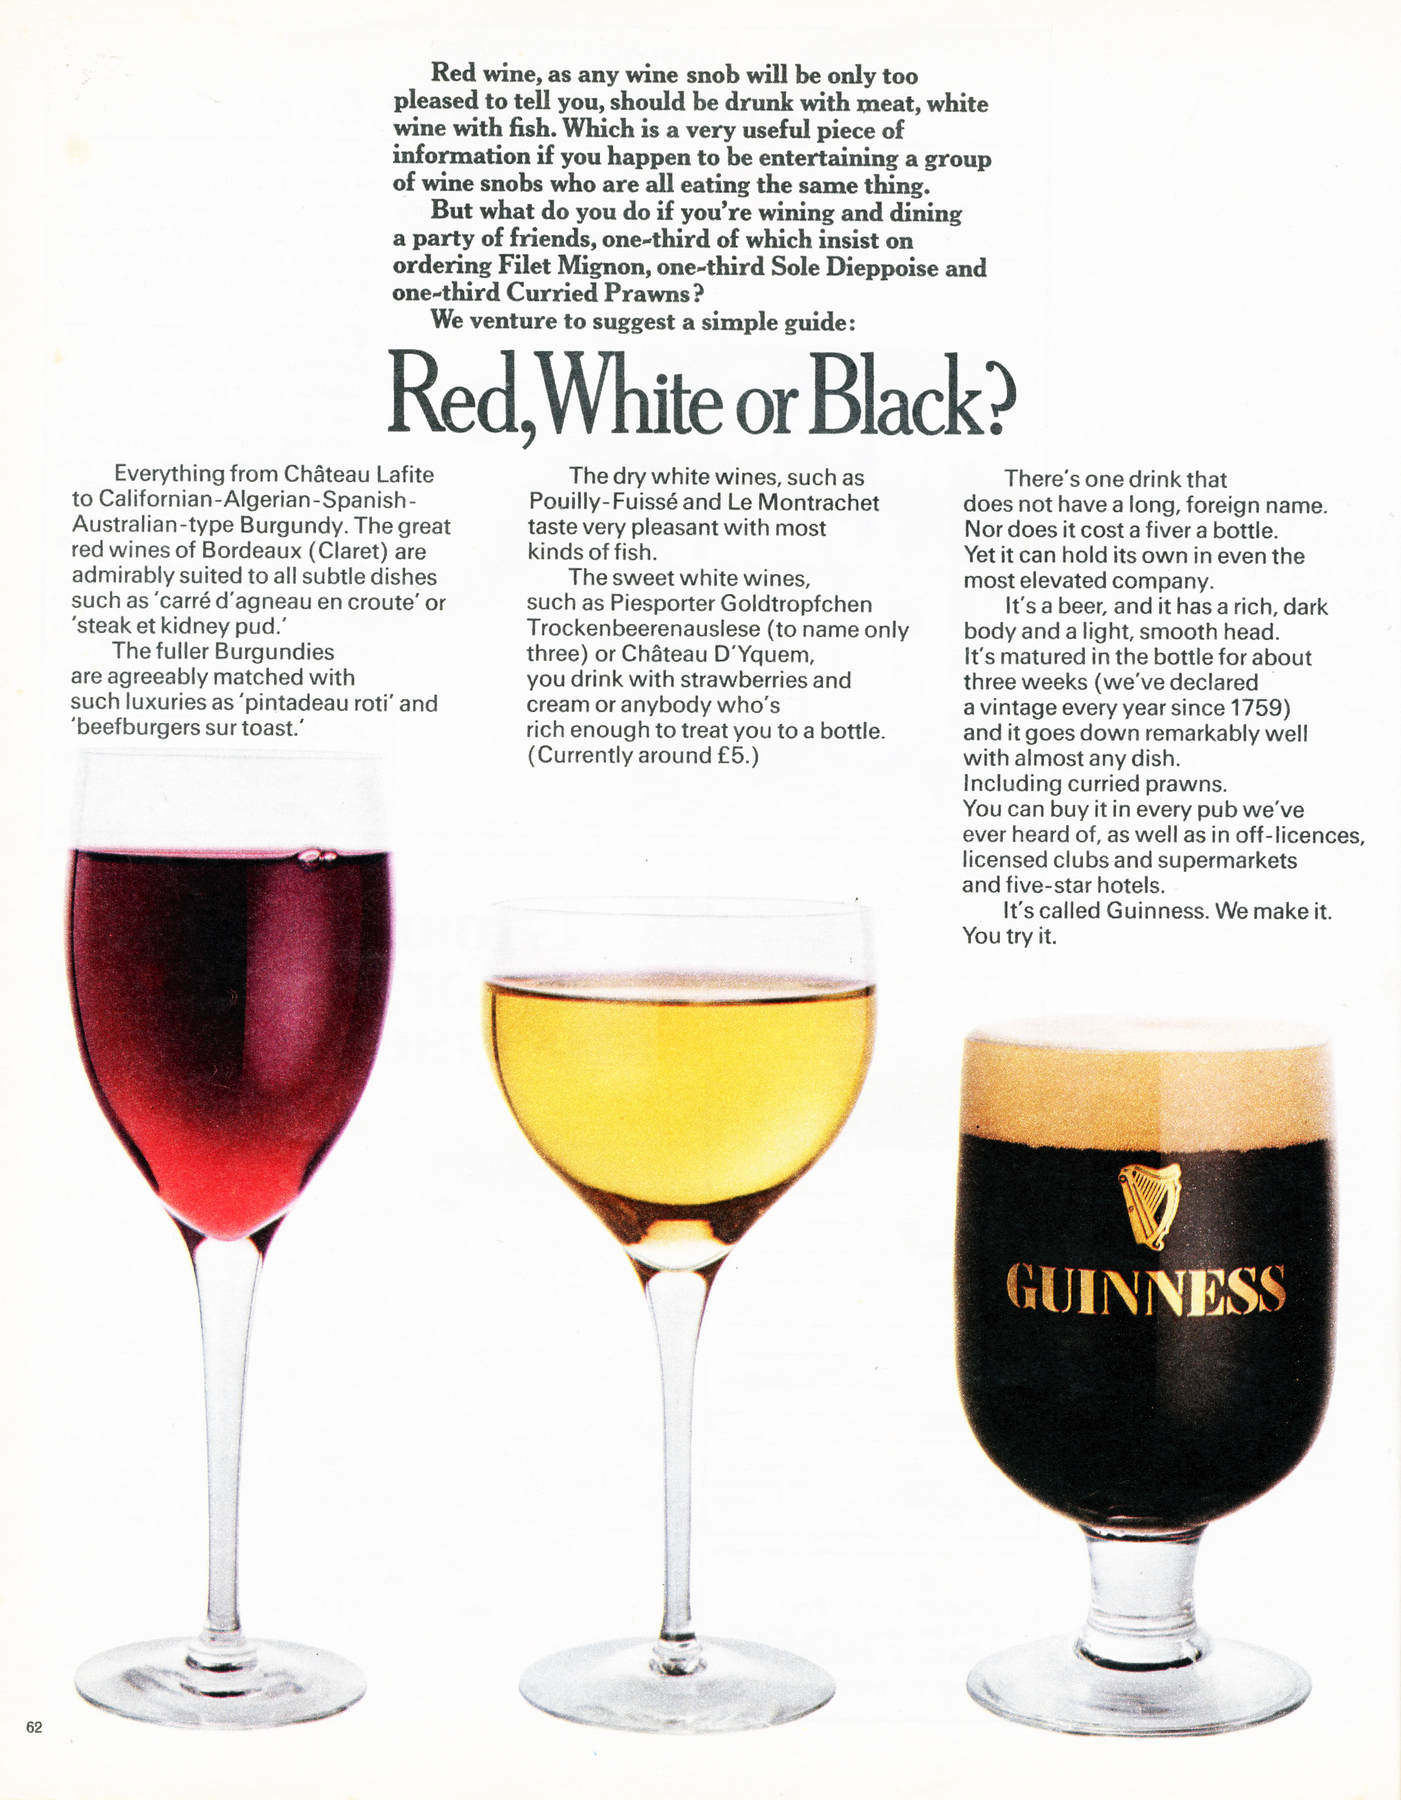 Red wine, as any wine snob will be only too
pleased to tell you, should be drunk with meat, white
wine with fish. Which is a very useful piece of
information if you happen to be entertaining a group
of wine snobs who are all eating the same thing.
But what do you do if you're wining and dining
a party of friends, one-third of which insist on
ordering Filet Mignon, one-third Sole Dieppoise and
one-third Curried Prawns?
We venture to suggest a simple guide:
Red, White or Black?
Everything from Château Lafite
to Californian-Algerian-Spanish-
Australian-type Burgundy. The great
red wines of Bordeaux (Claret) are
admirably suited to all subtle dishes
such as 'carré d'agneau en croute' or
'steak et kidney pud.'
The fuller Burgundies
are agreeably matched with
such luxuries as 'pintadeau roti' and
'beefburgers sur toast.'
The dry white wines, such as
Pouilly-Fuissé and Le Montrachet
taste very pleasant with most
kinds of fish.
The sweet white wines,
such as Piesporter Goldtropfchen
Trockenbeerenauslese (to name only
three) or Château D'Yquem,
you drink with strawberries and
cream or anybody who's
rich enough to treat you to a bottle.
(Currently around £5.)
There's one drink that
does not have a long, foreign name.
Nor does it cost a fiver a bottle.
Yet it can hold its own in even the
most elevated company.
It's a beer, and it has a rich, dark
body and a light, smooth head.
It's matured in the bottle for about
three weeks (we've declared
a vintage every year since 1759)
and it goes down remarkably well
with almost any dish.
Including curried prawns.
You can buy it in every pub we've
ever heard of, as well as in off-licences,
licensed clubs and supermarkets
and five-star hotels.
It's called Guinness. We make it.
You try it.
GUINNESS
62